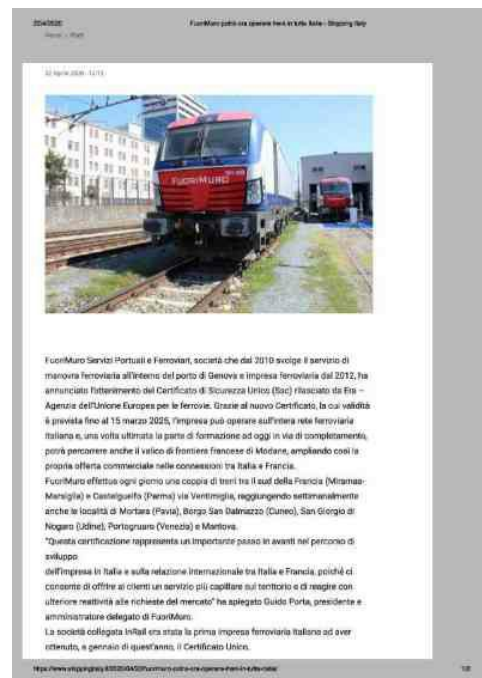 22/4/2020
FuoriMuro potrà ora operare treni in tutta Italia - Shipping Italy
22 Aprile 2020
FUORIMURO
FuoriMuro Servizi Portuali e Ferroviari, società che dal 2010 svolge il servizio di
manovra ferroviaria all'interno del porto di Genova e impresa ferroviaria dal 2012, ha
annunciato l'ottenimento del Certificato di Sicurezza Unico (Sac) rilasciato da Era –
Agenzia dell'Unione Europea per le ferrovie. Grazie al nuovo Certificato, la cui validità
è prevista fino al 15 marzo 2025, l'impresa può operare sull'intera rete ferroviaria
italiana e, una volta ultimata la parte di formazione ad oggi in via di completamento,
potrà percorrere anche il valico di frontiera francese di Modane, ampliando così la
propria offerta commerciale nelle connessioni tra Italia e Francia.
FuoriMuro effettua ogni giorno una coppia di treni tra il sud della Francia (Miramas-
Marsiglia) e Castelguelfo (Parma) via Ventimiglia, raggiungendo settimanalmente
anche le località di Mortara (Pavia), Borgo San Dalmazzo (Cuneo), San Giorgio di
Nogaro (Udine), Portogruaro (Venezia) e Mantova.
"Questa certificazione rappresenta un importante passo in avanti nel percorso di
sviluppo
dell'impresa in Italia e sulla relazione internazionale tra Italia e Francia, poiché ci
consente di offrire ai clienti un servizio più capillare sul territorio e di reagire con
ulteriore reattività alle richieste del mercato" ha spiegato Guido Porta, presidente e
amministratore delegato di FuoriMuro.
La società collegata InRail era stata la prima impresa ferroviaria italiana ad aver
ottenuto, a gennaio di quest'anno, il Certificato Unico.